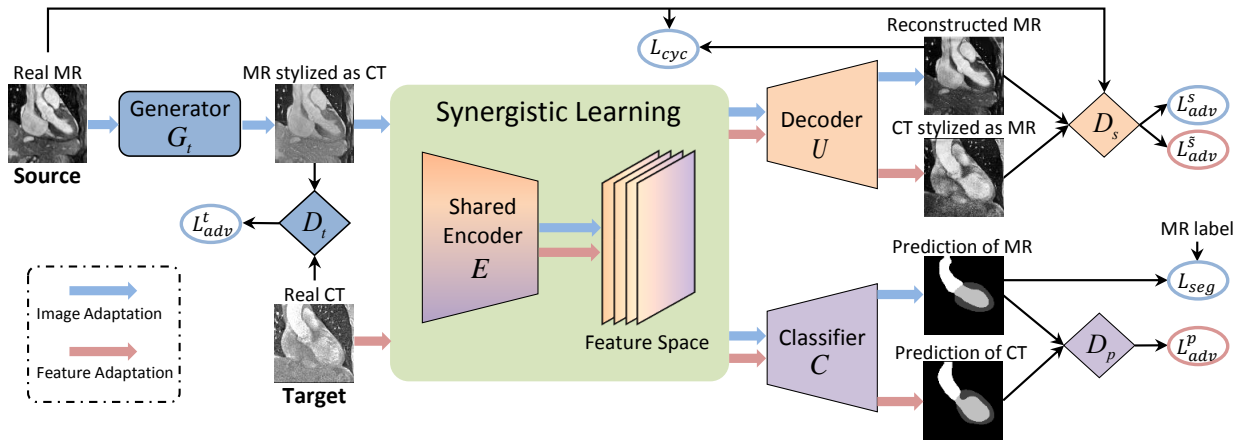 Real MR
Source
Generator
G_t
MR stylized as CT
D_t
L^t_adv
Real CT
Target
Image Adaptation
Feature Adaptation
Synergistic Learning
Shared
Encoder
E
Feature Space
L_cyc
Decoder
U
Reconstructed MR
CT stylized as MR
D_s
L^s_adv
L^s̃_adv
Classifier
C
Prediction of MR
Prediction of CT
MR label
L_seg
D_p
L^p_adv